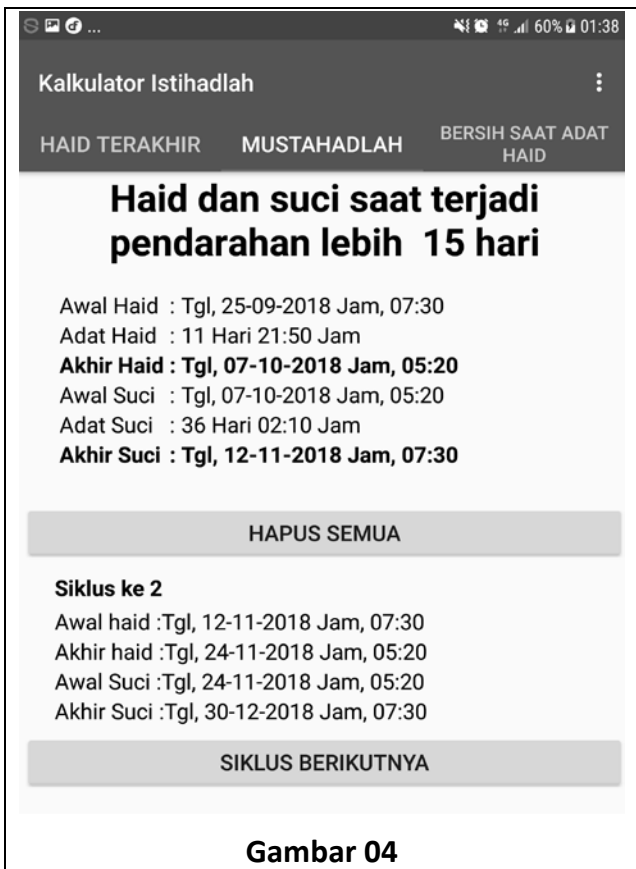 ... 4G 60% 01:38
Kalkulator Istihadlah
HAID TERAKHIR MUSTAHADLAH BERSIH SAAT ADAT
HAID
Haid dan suci saat terjadi
pendarahan lebih 15 hari
Awal Haid : Tgl, 25-09-2018 Jam, 07:30
Adat Haid : 11 Hari 21:50 Jam
Akhir Haid : Tgl, 07-10-2018 Jam, 05:20
Awal Suci : Tgl, 07-10-2018 Jam, 05:20
Adat Suci : 36 Hari 02:10 Jam
Akhir Suci : Tgl, 12-11-2018 Jam, 07:30
HAPUS SEMUA
Siklus ke 2
Awal haid :Tgl, 12-11-2018 Jam, 07:30
Akhir haid :Tgl, 24-11-2018 Jam, 05:20
Awal Suci :Tgl, 24-11-2018 Jam, 05:20
Akhir Suci :Tgl, 30-12-2018 Jam, 07:30
SIKLUS BERIKUTNYA
Gambar 04